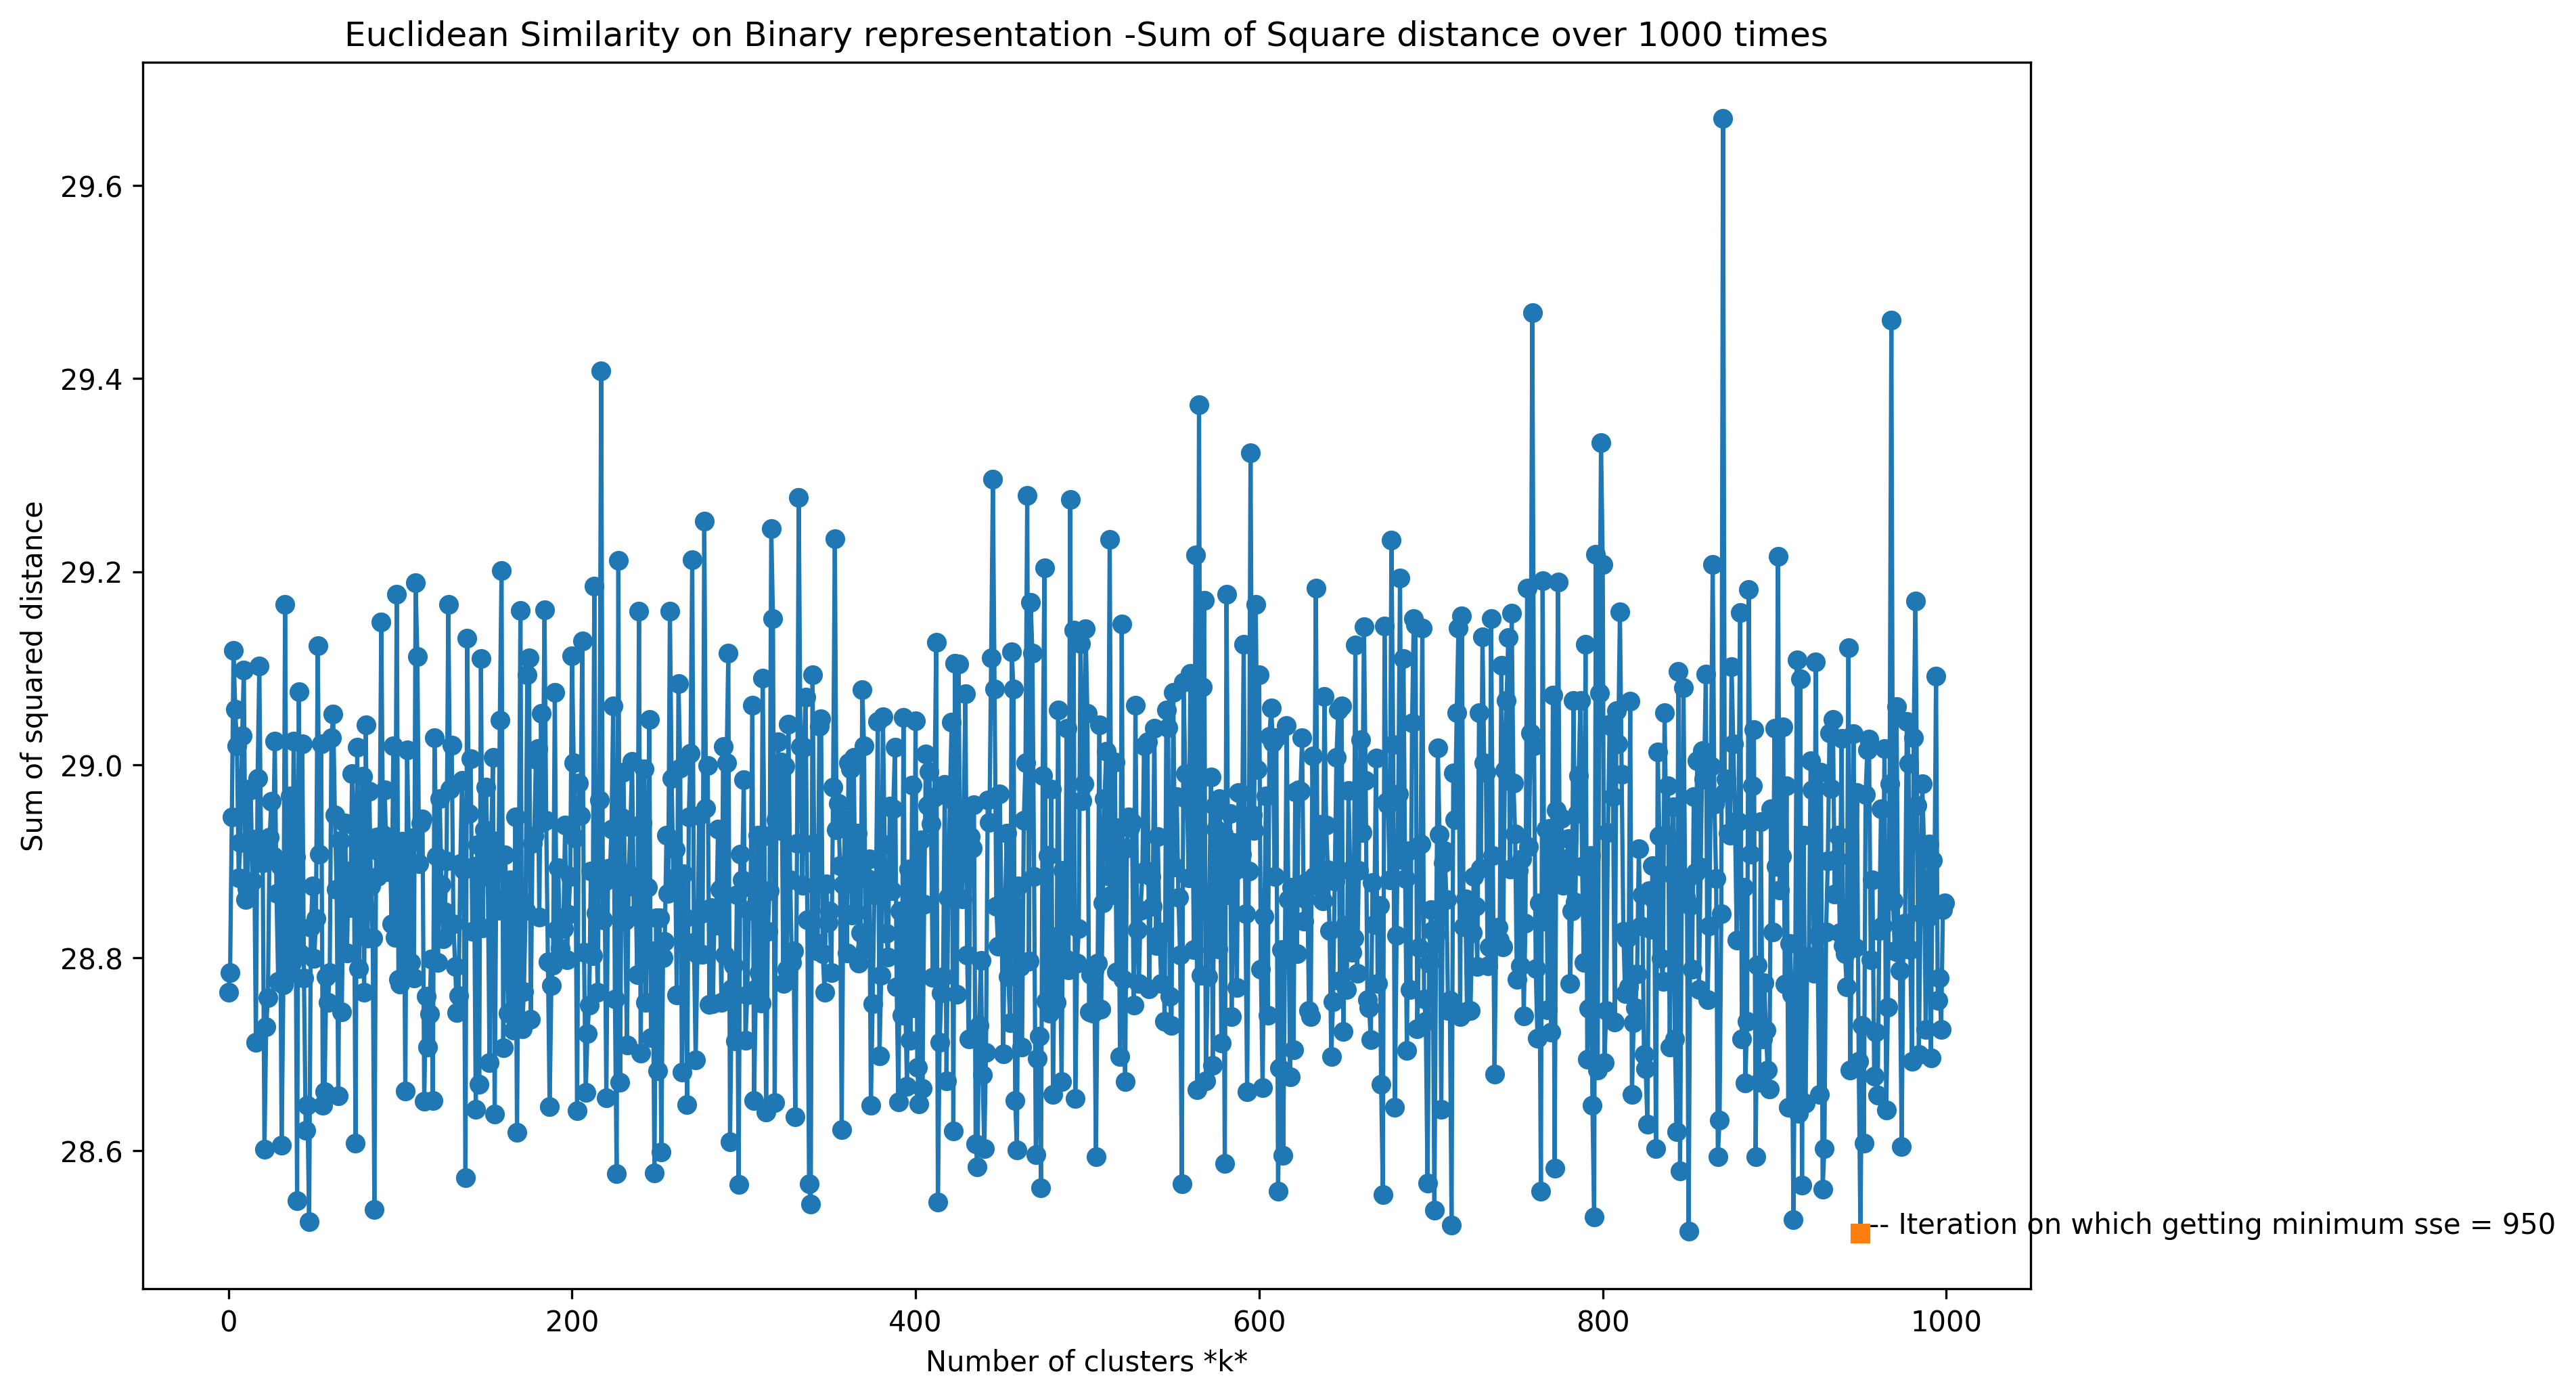 Euclidean Similarity on Binary representation -Sum of Square distance over 1000 times
Sum of squared distance
29.6
29.4
29.2
29.0
28.8
28.6
-- Iteration on which getting minimum sse = 950
0 200 400 600 800 1000
Number of clusters *k*